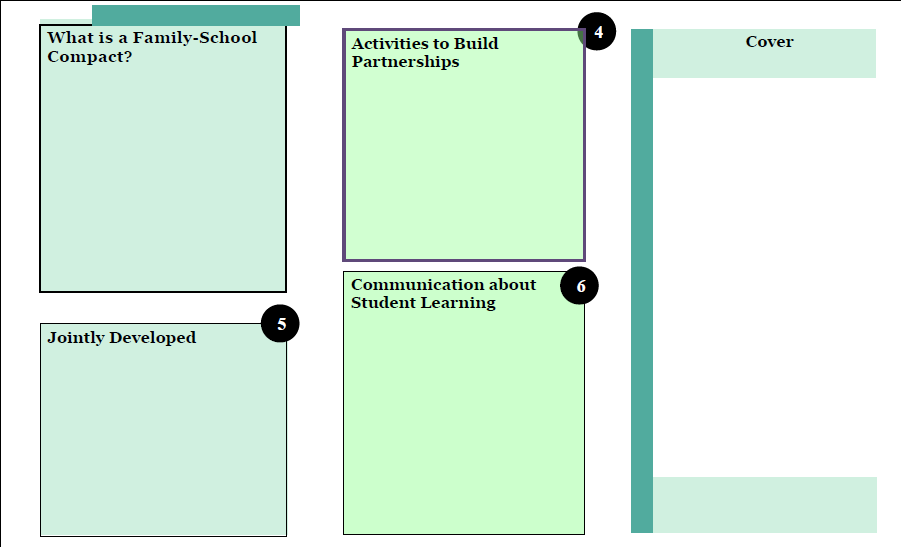 What is a Family-School
Compact?
5
Jointly Developed
4
Activities to Build
Partnerships
6
Communication about
Student Learning
Cover